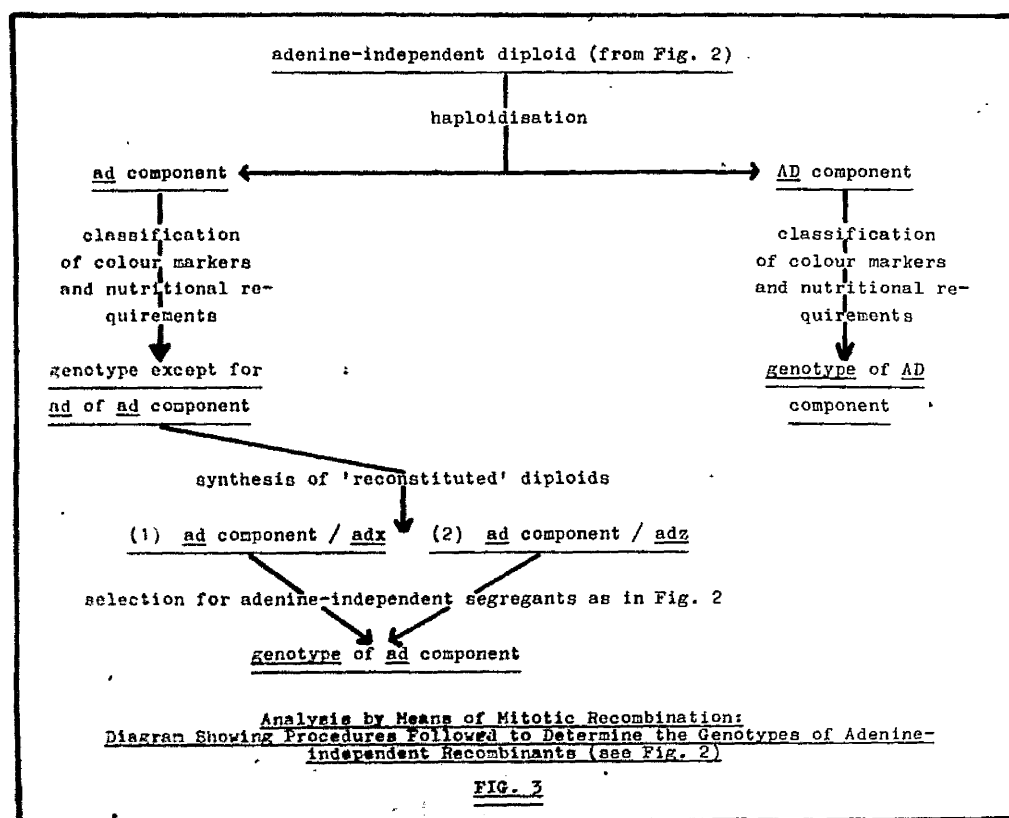 adenine-independent diploid (from Fig. 2)
haploidisation
ad component
AD component
classification
of colour markers
and nutritional re-
quirements
classification
of colour markers
and nutritional re-
quirements
genotype except for
ad of ad component
genotype of AD
component
synthesis of 'reconstituted' diploids
(1) ad component / adx
(2) ad component / adz
selection for adenine-independent segregants as in Fig. 2
genotype of ad component
Analysis by Means of Mitotic Recombination:
Diagram Showing Procedures Followed to Determine the Genotypes of Adenine-
independent Recombinants (see Fig. 2)
FIG. 3